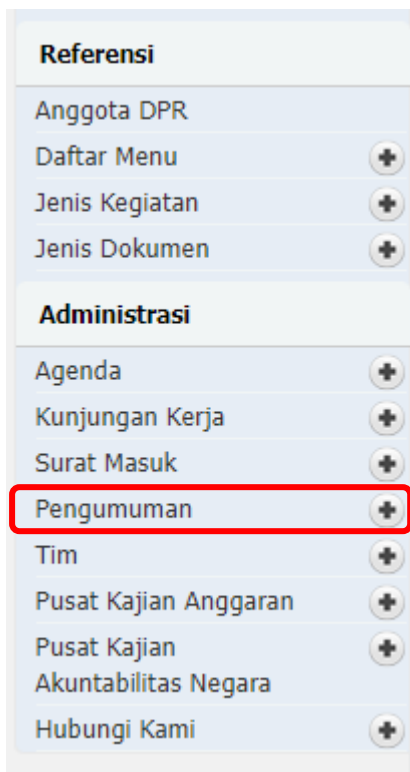 Referensi
Anggota DPR
Daftar Menu
Jenis Kegiatan
Jenis Dokumen
Administrasi
Agenda
Kunjungan Kerja
Surat Masuk
Pengumuman
Tim
Pusat Kajian Anggaran
Pusat Kajian
Akuntabilitas Negara
Hubungi Kami